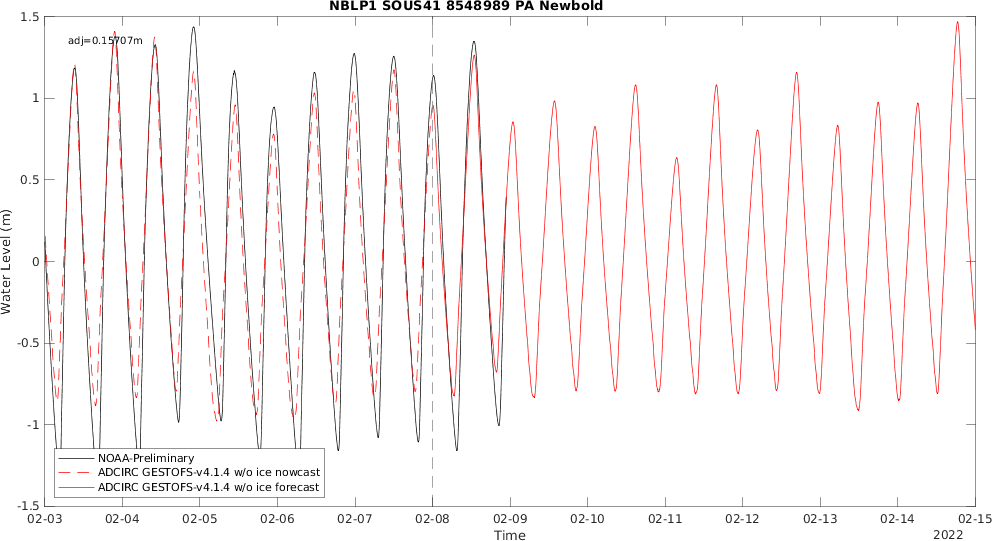 NBLP1 SOUS41 8548989 PA Newbold
1.5
adj=0.15707m
1
0.5
0
-0.5
-1
-1.5
Water Level (m)
NOAA-Preliminary
ADCIRC GESTOFS-v4.1.4 w/o ice nowcast
ADCIRC GESTOFS-v4.1.4 w/o ice forecast
02-03 02-04 02-05 02-06 02-07 02-08 02-09 02-10 02-11 02-12 02-13 02-14 02-15
Time
2022